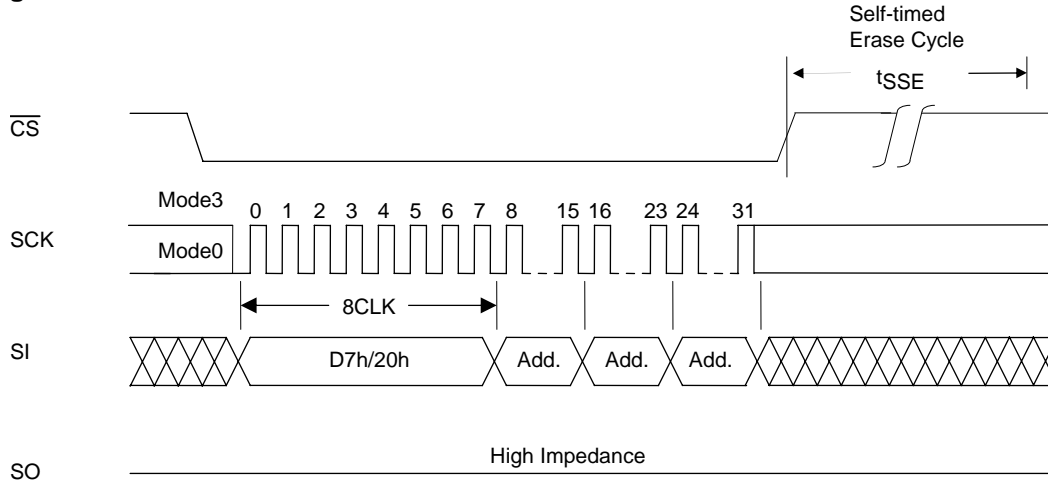 Self-timed
Erase Cycle
tSSE
CS
Mode3
0 1 2 3 4 5 6 7 8 15 16 23 24 31
SCK
Mode0
8CLK
SI
D7h/20h Add. Add. Add.
High Impedance
SO